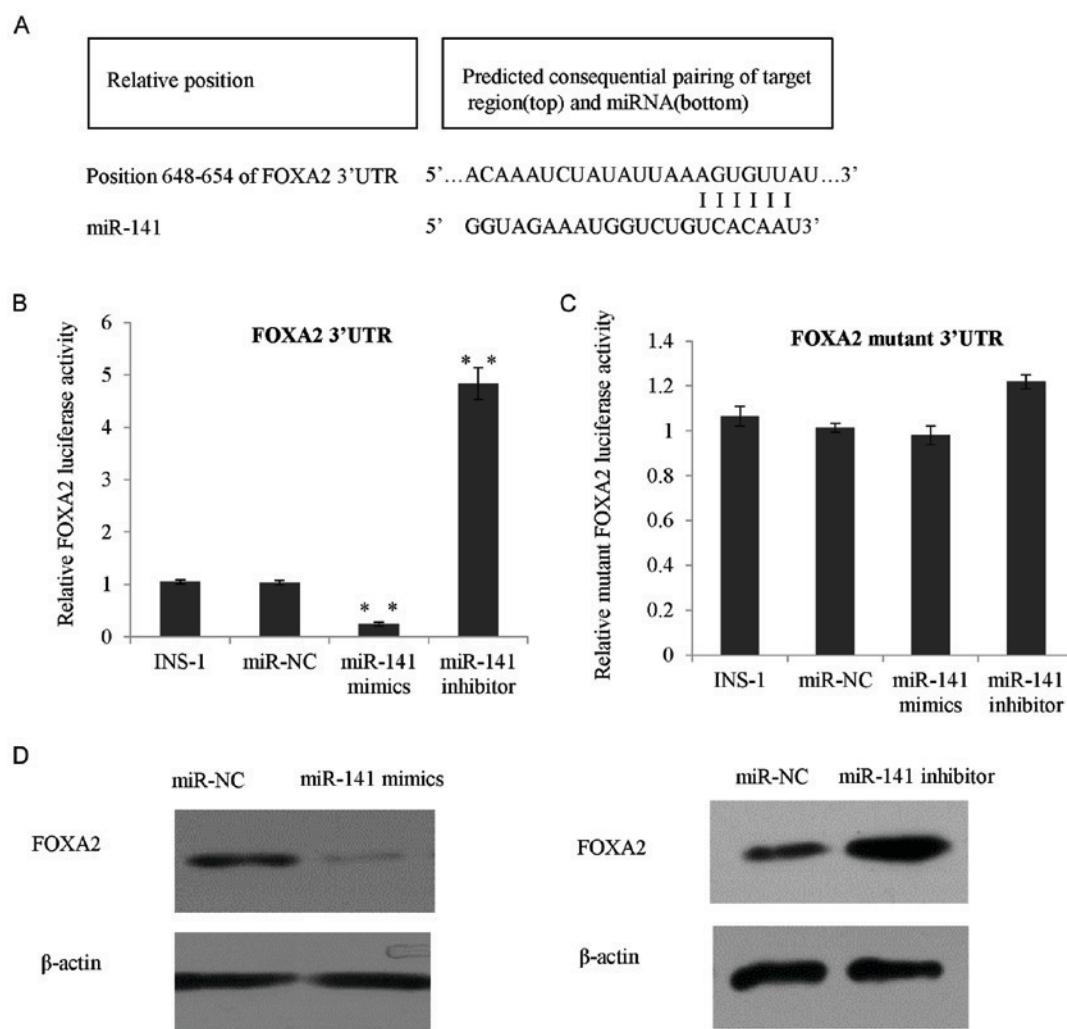 A
Relative position
Predicted consequential pairing of target
region(top) and miRNA(bottom)
Position 648-654 of FOXA2 3'UTR 5'...ACAAAUCUAUAUUAAAGUGUUAU...3'
I I I I I I
miR-141 5' GGUAGAAAUGGUCUGUCACAAU3'
B
FOXA2 3'UTR
Relative FOXA2 luciferase activity
6
5
4
3
2
1
0
* *
* *
INS-1
miR-NC
miR-141
mimics
miR-141
inhibitor
C
FOXA2 mutant 3'UTR
Relative mutant FOXA2 luciferase activity
1.4
1.2
1
0.8
0.6
0.4
0.2
0
INS-1
miR-NC
miR-141
mimics
miR-141
inhibitor
D
miR-NC miR-141 mimics
FOXA2
β-actin
miR-NC miR-141 inhibitor
FOXA2
β-actin